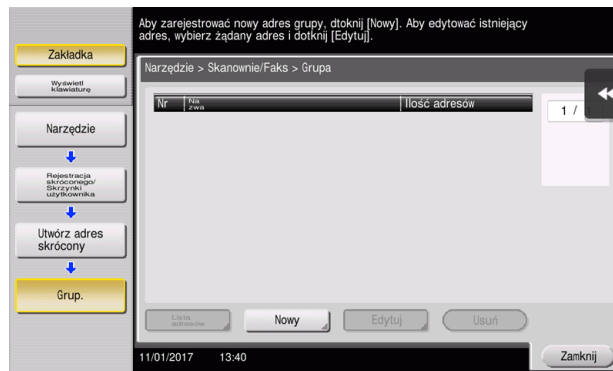 Aby zarejestrować nowy adres grupy, dtoknij [Nowy]. Aby edytować istniejący
adres, wybierz żądany adres i dotknij [Edytuj].
Zakładka
Wyświetl
klawiaturę
Narzędzie
Rejestracja
skróconego/
Skrzynki
użytkownika
Utwórz adres
skrócony
Grup.
Narzędzie > Skanownie/Faks > Grupa
Nr
Na
zwa
Ilość adresów
1 /
Lista
adresów
Nowy
Edytuj
Usuń
11/01/2017 13:40
Zamknij